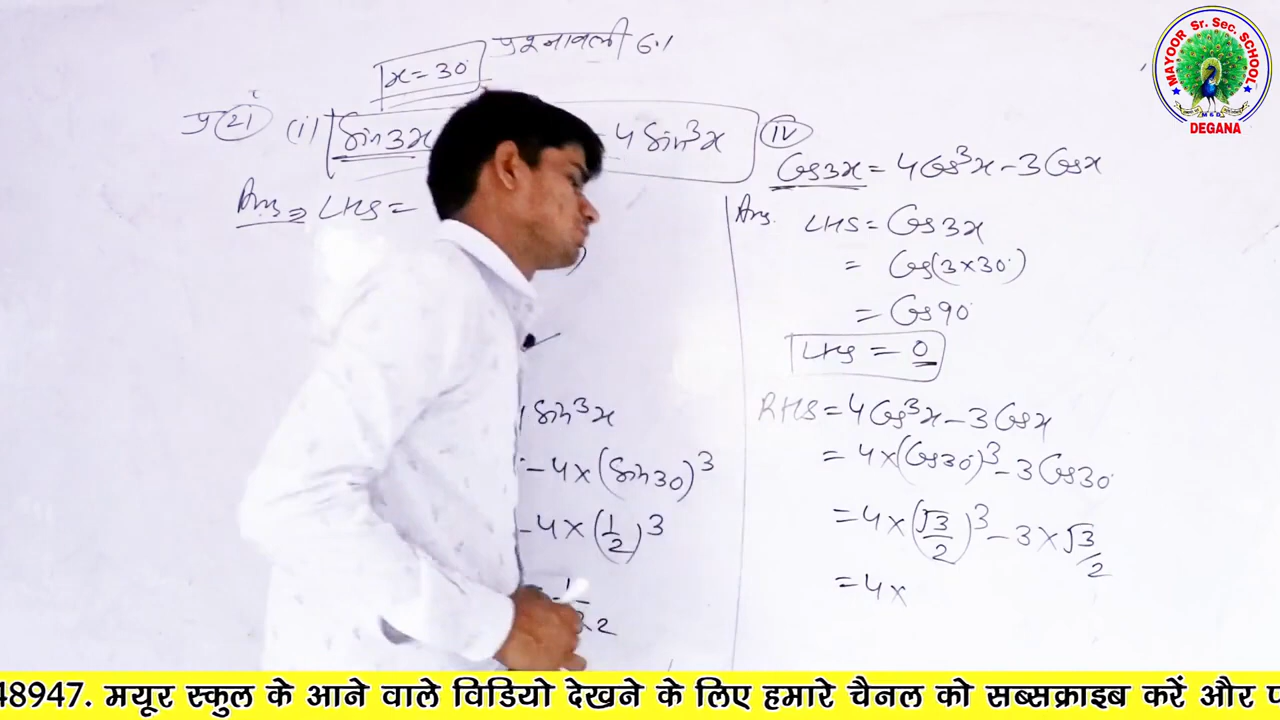 प्रश्नावली 6.1
x = 30°
प्र 21 (i) Sin3x - 4 Sin³x
Ans ⇒ LHS =
Sin³x
- 4 × (Sin30)³
- 4 × (1/2)³
(iv)
Cos3x = 4Cos³x - 3Cosx
Ans. LHS = Cos3x
= Cos(3×30°)
= Cos90
LHS = 0
RHS = 4Cos³x - 3Cosx
= 4×(Cos30)³ - 3Cos30°
= 4 × (√3/2)³ - 3 × √3/2
= 4 ×
MAYOOR Sr. Sec. SCHOOL
DEGANA
48947. मयूर स्कुल के आने वाले विडियो देखने के लिए हमारे चैनल को सब्सक्राइब करें और